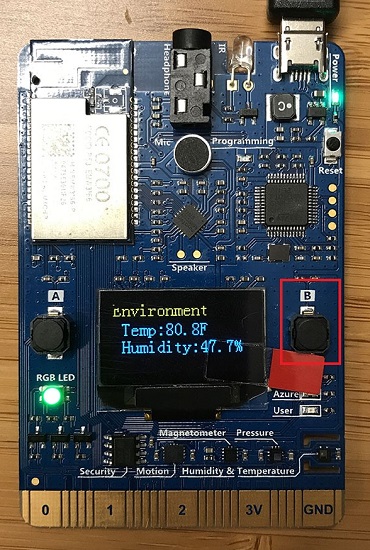 Headphone
IR
Power
Mic
Programming
Reset
Speaker
A
B
Environment
Temp:80.8F
Humidity:47.7%
RGB LED
Azure
User
Magnetometer
Pressure
Security
Motion
Humidity & Temperature
0
1
2
3V
GND